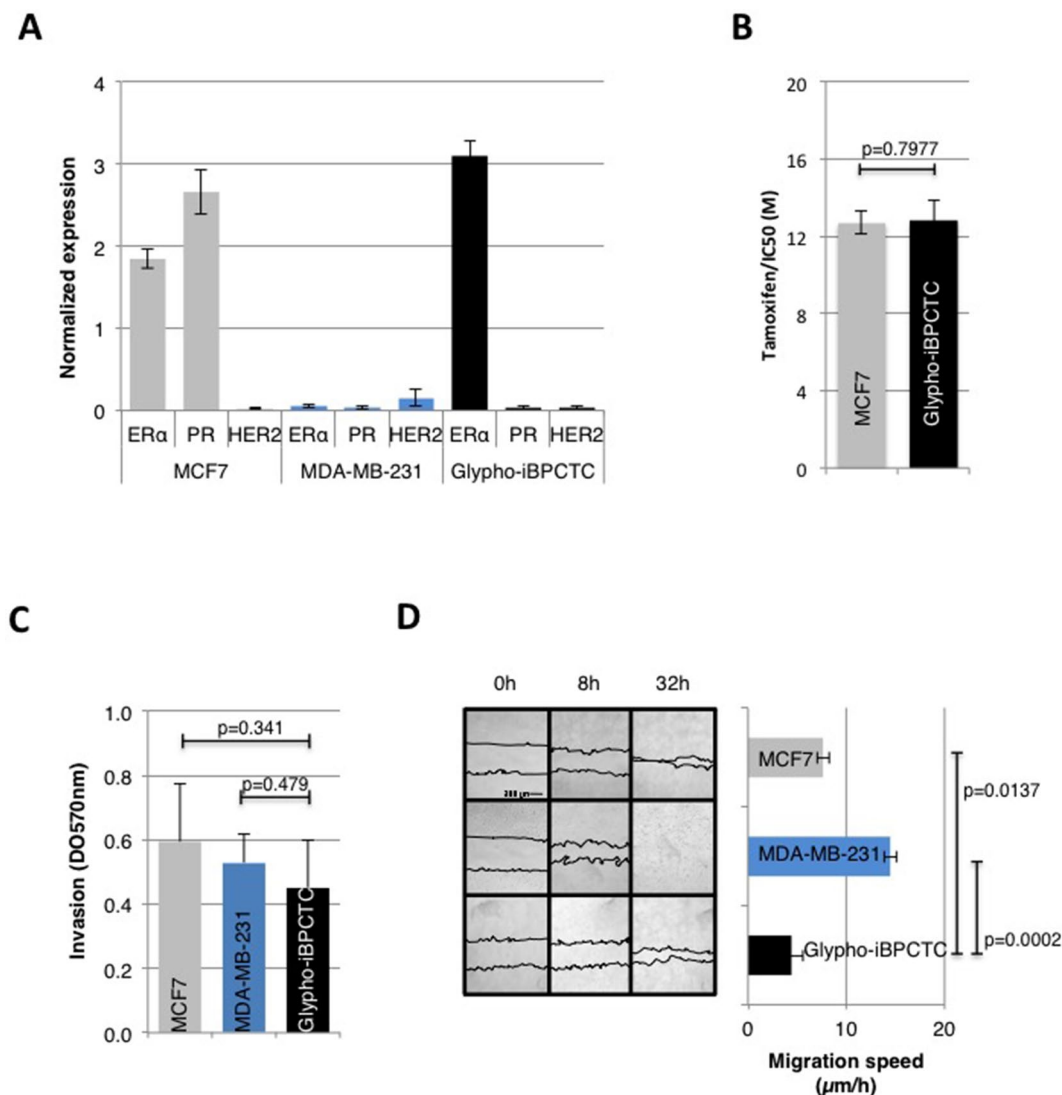 A
Normalized expression
4
3
2
1
0
ERα PR HER2 ERα PR HER2 ERα PR HER2
MCF7 MDA-MB-231 Glypho-iBPCTC
B
Tamoxifen/IC50 (M)
20
16
12
8
4
0
p=0.7977
MCF7
Glypho-iBPCTC
C
Invasion (DO570nm)
1.0
0.8
0.6
0.4
0.2
0.0
p=0.341
p=0.479
MCF7
MDA-MB-231
Glypho-iBPCTC
D
0h 8h 32h
MCF7
MDA-MB-231
Glypho-iBPCTC
p=0.0137
p=0.0002
0 10 20
Migration speed
(µm/h)